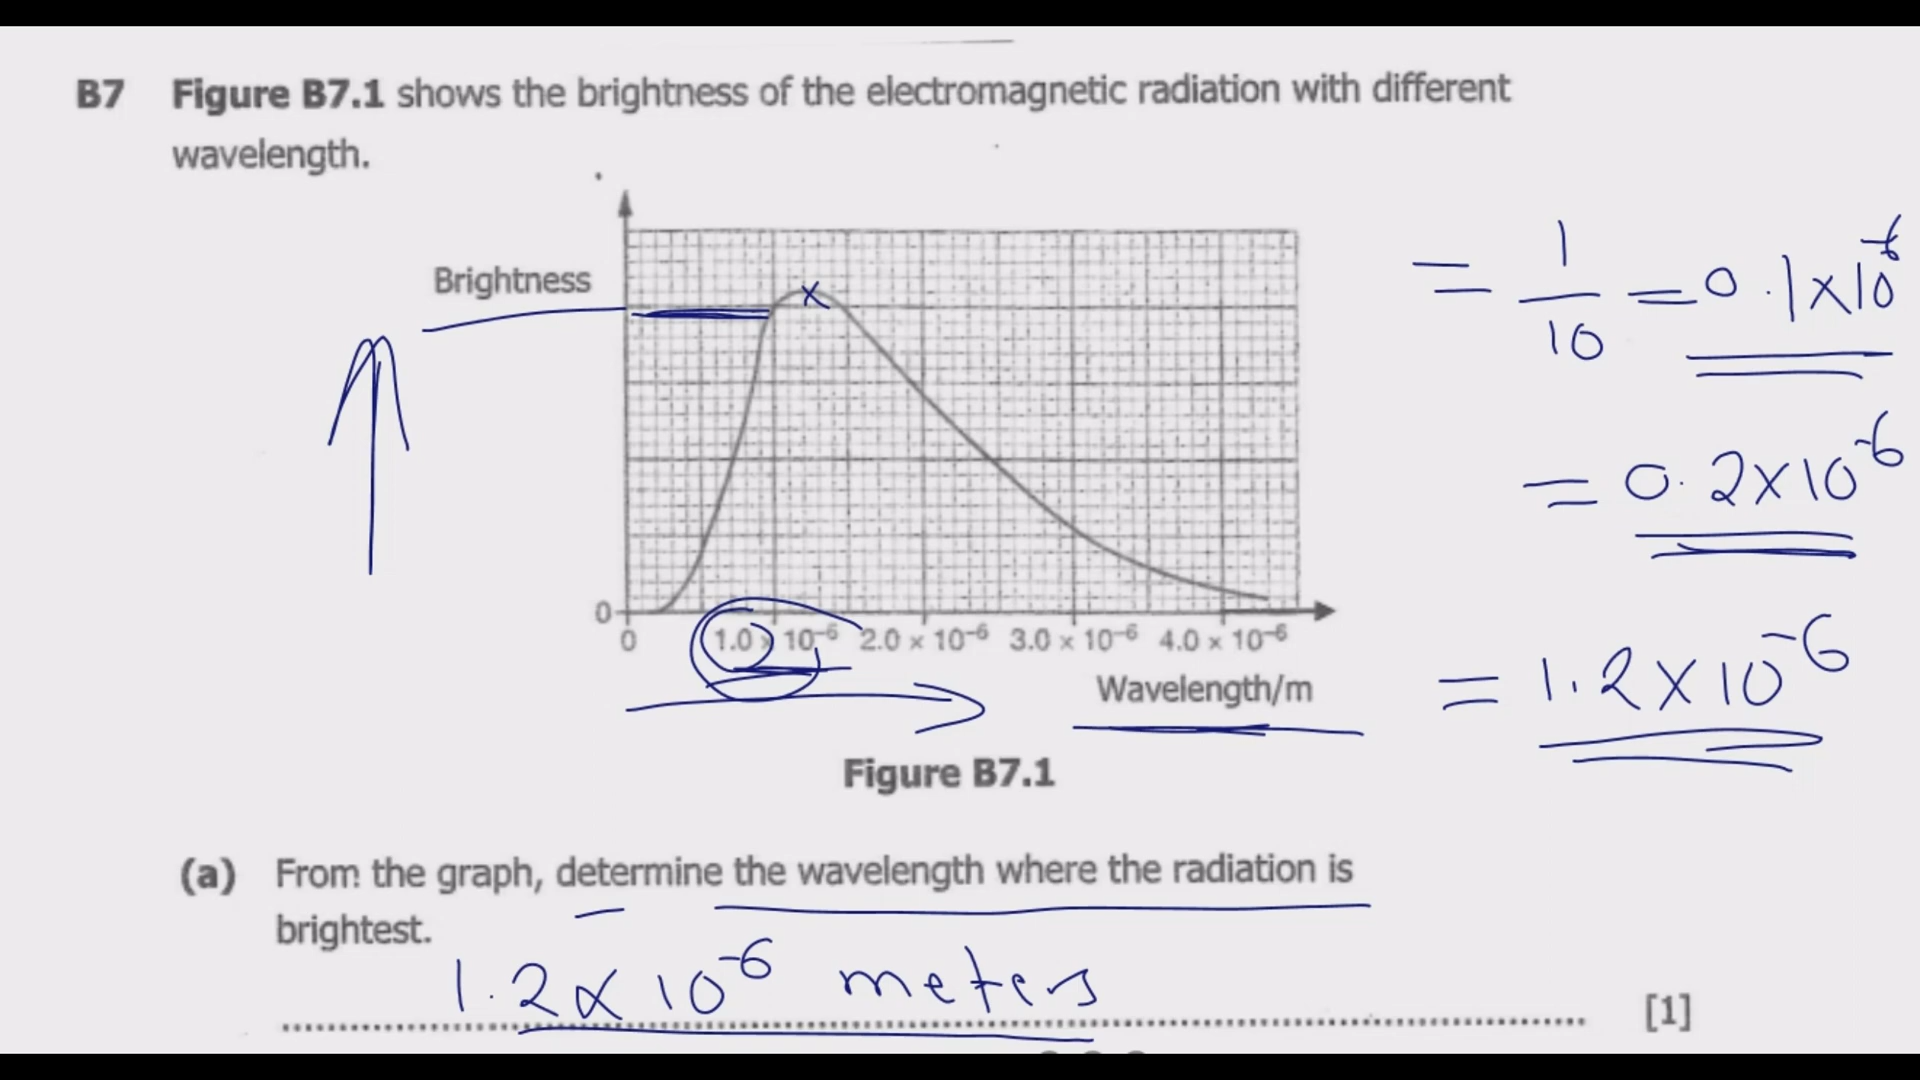 B7 Figure B7.1 shows the brightness of the electromagnetic radiation with different
wavelength.
Brightness
x
= 1/10 = 0.1×10⁻⁶
= 0.2×10⁻⁶
0
0 1.0 × 10⁻⁶ 2.0 × 10⁻⁶ 3.0 × 10⁻⁶ 4.0 × 10⁻⁶
2
Wavelength/m
= 1.2×10⁻⁶
Figure B7.1
(a) From the graph, determine the wavelength where the radiation is
brightest.
1.2×10⁻⁶ meters
[1]